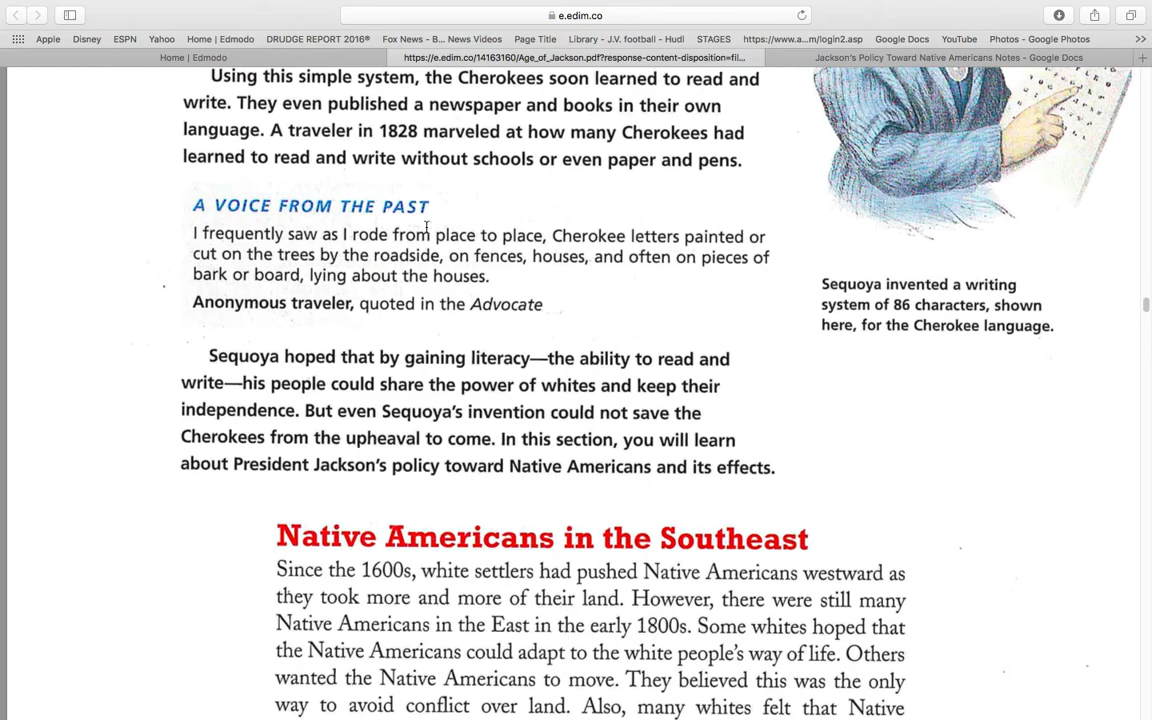 e.edim.co
Apple Disney ESPN Yahoo Home | Edmodo DRUDGE REPORT 2016® Fox News - B... News Videos Page Title Library - J.V. football - Hudl STAGES https://www.a...m/login2.asp Google Docs YouTube Photos - Google Photos >>
Home | Edmodo https://e.edim.co/14163160/Age_of_Jackson.pdf?response-content-disposition=fil... Jackson's Policy Toward Native Americans Notes - Google Docs
Using this simple system, the Cherokees soon learned to read and
write. They even published a newspaper and books in their own
language. A traveler in 1828 marveled at how many Cherokees had
learned to read and write without schools or even paper and pens.
A VOICE FROM THE PAST
I frequently saw as I rode from place to place, Cherokee letters painted or
cut on the trees by the roadside, on fences, houses, and often on pieces of
bark or board, lying about the houses.
Anonymous traveler, quoted in the Advocate
Sequoya invented a writing
system of 86 characters, shown
here, for the Cherokee language.
Sequoya hoped that by gaining literacy—the ability to read and
write—his people could share the power of whites and keep their
independence. But even Sequoya's invention could not save the
Cherokees from the upheaval to come. In this section, you will learn
about President Jackson's policy toward Native Americans and its effects.
Native Americans in the Southeast
Since the 1600s, white settlers had pushed Native Americans westward as
they took more and more of their land. However, there were still many
Native Americans in the East in the early 1800s. Some whites hoped that
the Native Americans could adapt to the white people's way of life. Others
wanted the Native Americans to move. They believed this was the only
way to avoid conflict over land. Also, many whites felt that Native